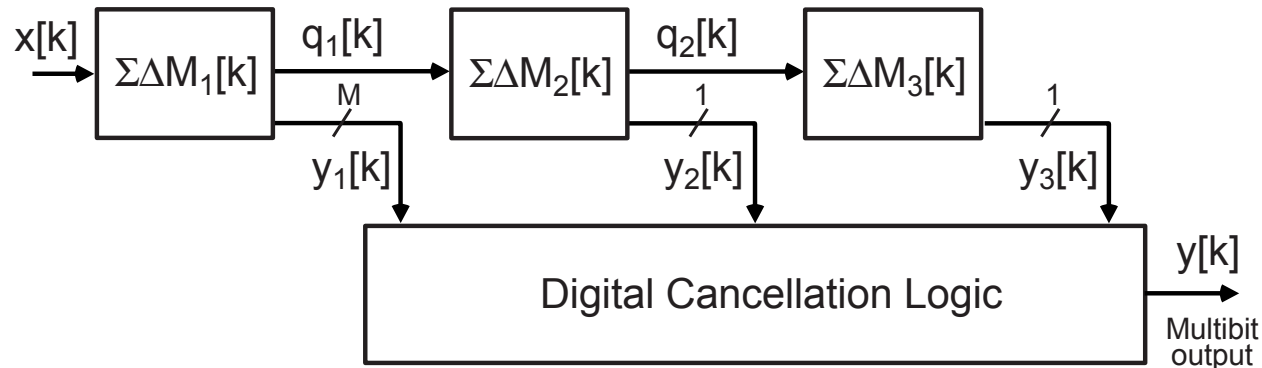 x[k]
ΣΔM₁[k]
q₁[k]
ΣΔM₂[k]
q₂[k]
ΣΔM₃[k]
M
1
1
y₁[k]
y₂[k]
y₃[k]
Digital Cancellation Logic
y[k]
Multibit
output